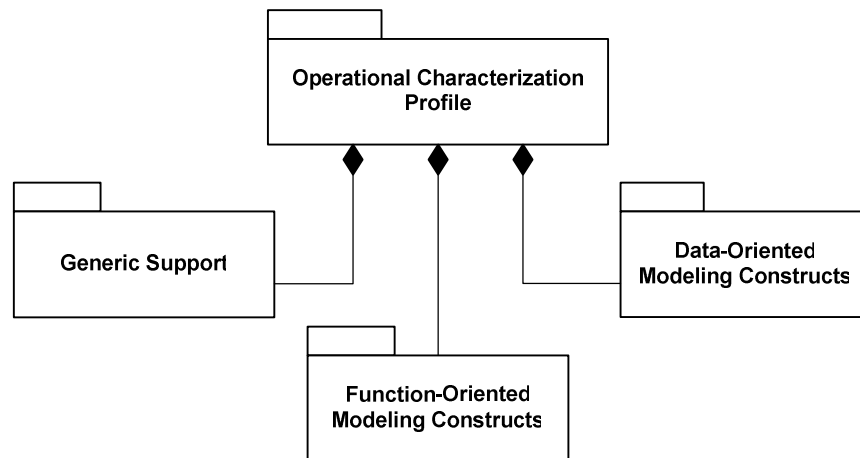 Operational Characterization
Profile
Generic Support
Data-Oriented
Modeling Constructs
Function-Oriented
Modeling Constructs